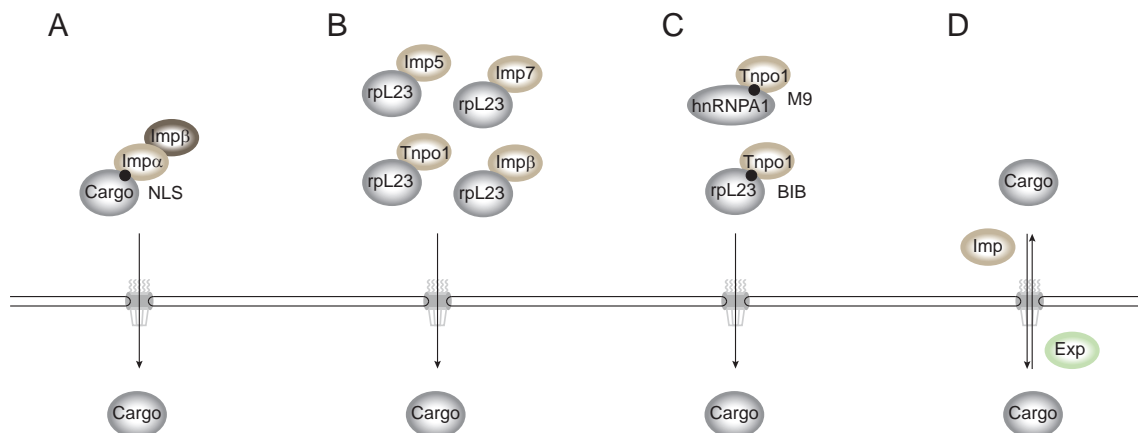 A
B
C
D
Impβ
Impα
Cargo
NLS
Imp5
rpL23
Imp7
rpL23
Tnpo1
rpL23
Impβ
rpL23
Tnpo1
hnRNPA1
M9
Tnpo1
rpL23
BIB
Cargo
Imp
Exp
Cargo
Cargo
Cargo
Cargo